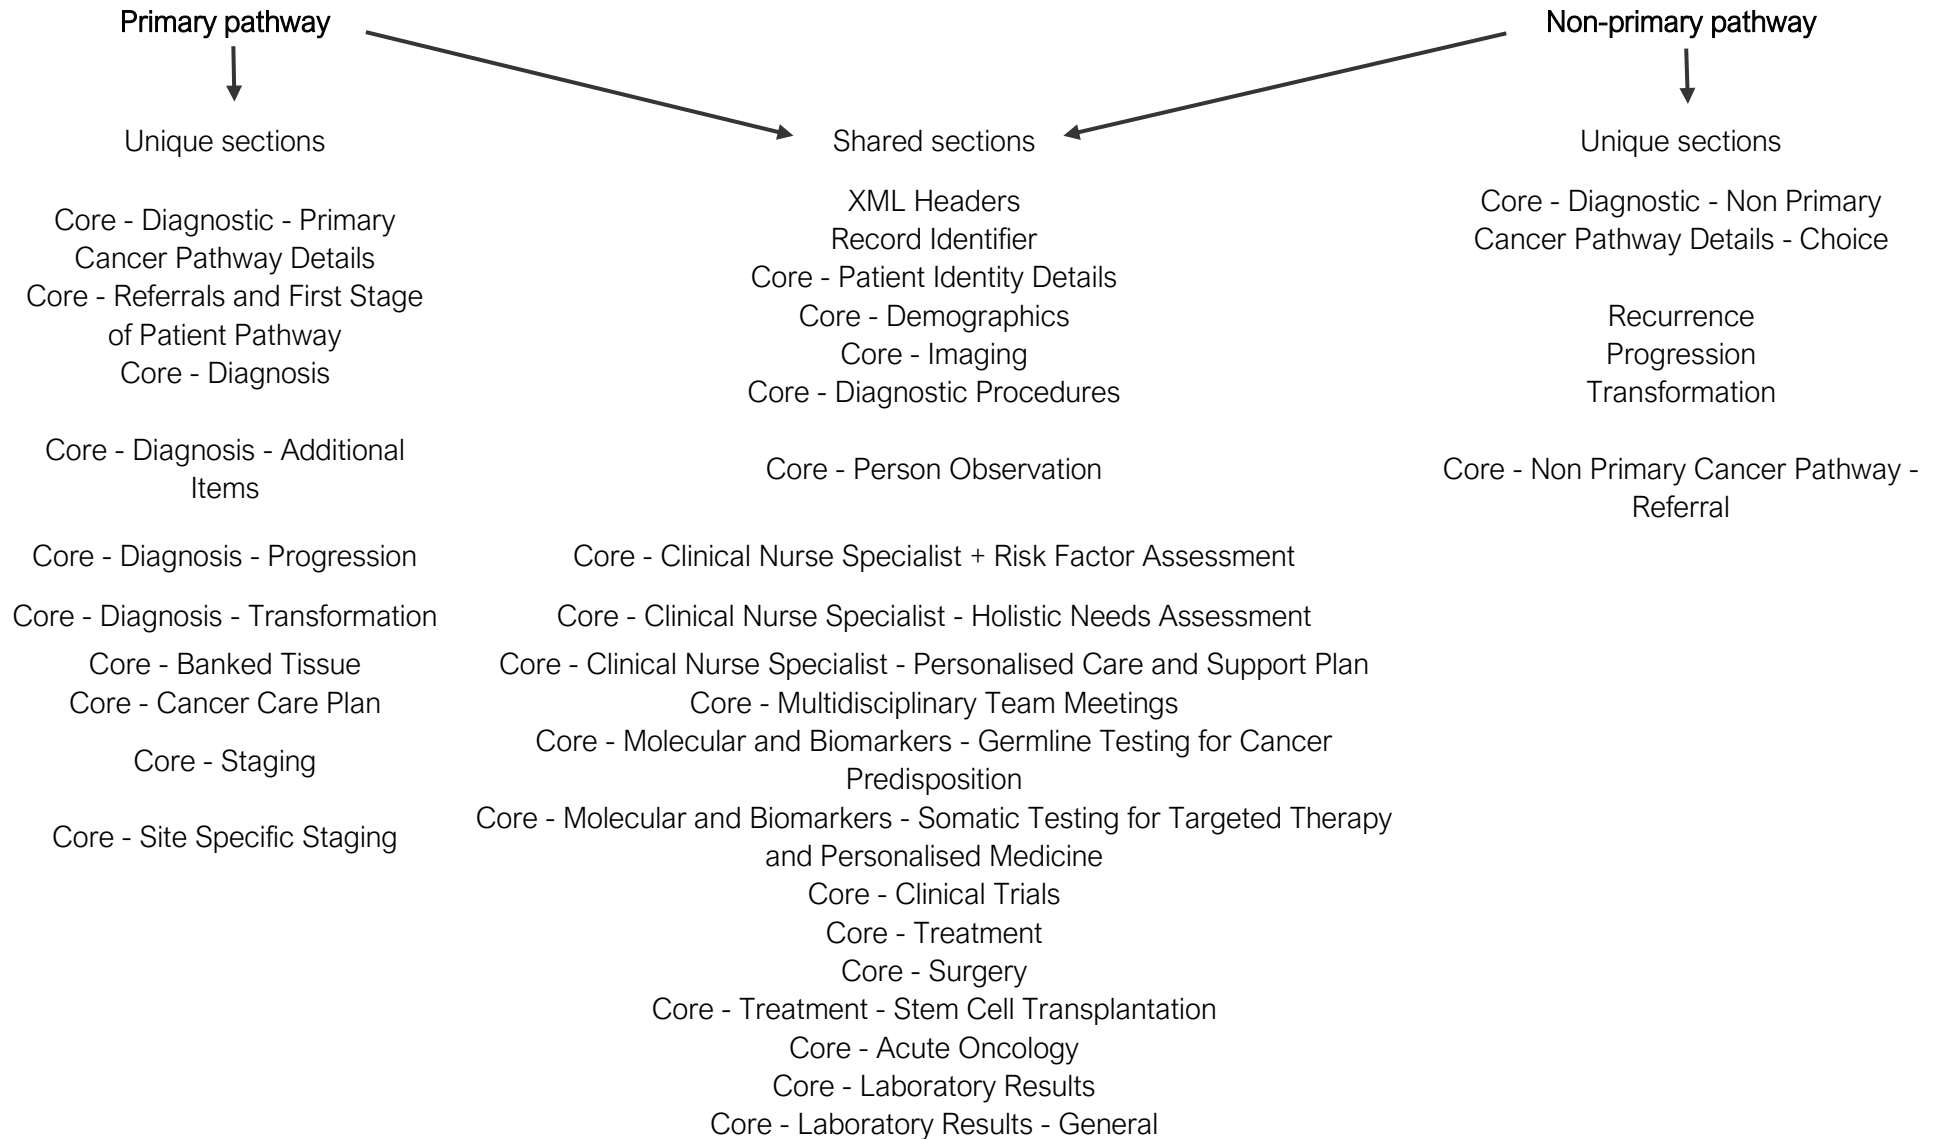 Primary pathway
Non-primary pathway
Unique sections
Shared sections
Unique sections
Core - Diagnostic - Primary
Cancer Pathway Details
Core - Referrals and First Stage
of Patient Pathway
Core - Diagnosis
Core - Diagnosis - Additional
Items
Core - Diagnosis - Progression
Core - Diagnosis - Transformation
Core - Banked Tissue
Core - Cancer Care Plan
Core - Staging
Core - Site Specific Staging
XML Headers
Record Identifier
Core - Patient Identity Details
Core - Demographics
Core - Imaging
Core - Diagnostic Procedures
Core - Person Observation
Core - Clinical Nurse Specialist + Risk Factor Assessment
Core - Clinical Nurse Specialist - Holistic Needs Assessment
Core - Clinical Nurse Specialist - Personalised Care and Support Plan
Core - Multidisciplinary Team Meetings
Core - Molecular and Biomarkers - Germline Testing for Cancer
Predisposition
Core - Molecular and Biomarkers - Somatic Testing for Targeted Therapy
and Personalised Medicine
Core - Clinical Trials
Core - Treatment
Core - Surgery
Core - Treatment - Stem Cell Transplantation
Core - Acute Oncology
Core - Laboratory Results
Core - Laboratory Results - General
Core - Diagnostic - Non Primary
Cancer Pathway Details - Choice
Recurrence
Progression
Transformation
Core - Non Primary Cancer Pathway -
Referral